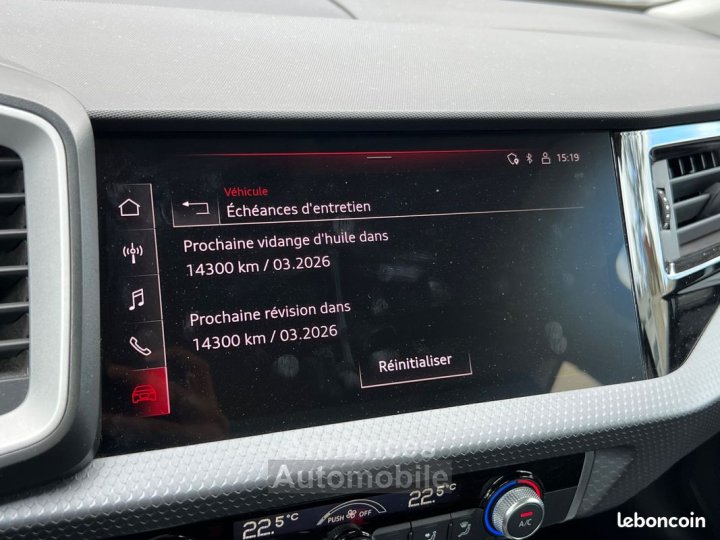 15:19
Véhicule
Échéances d'entretien
Prochaine vidange d'huile dans
14300 km / 03.2026
Prochaine révision dans
14300 km / 03.2026
Réinitialiser
Automobile
22.5°C
PUSH OFF
22.5°C
A/C
leboncoin